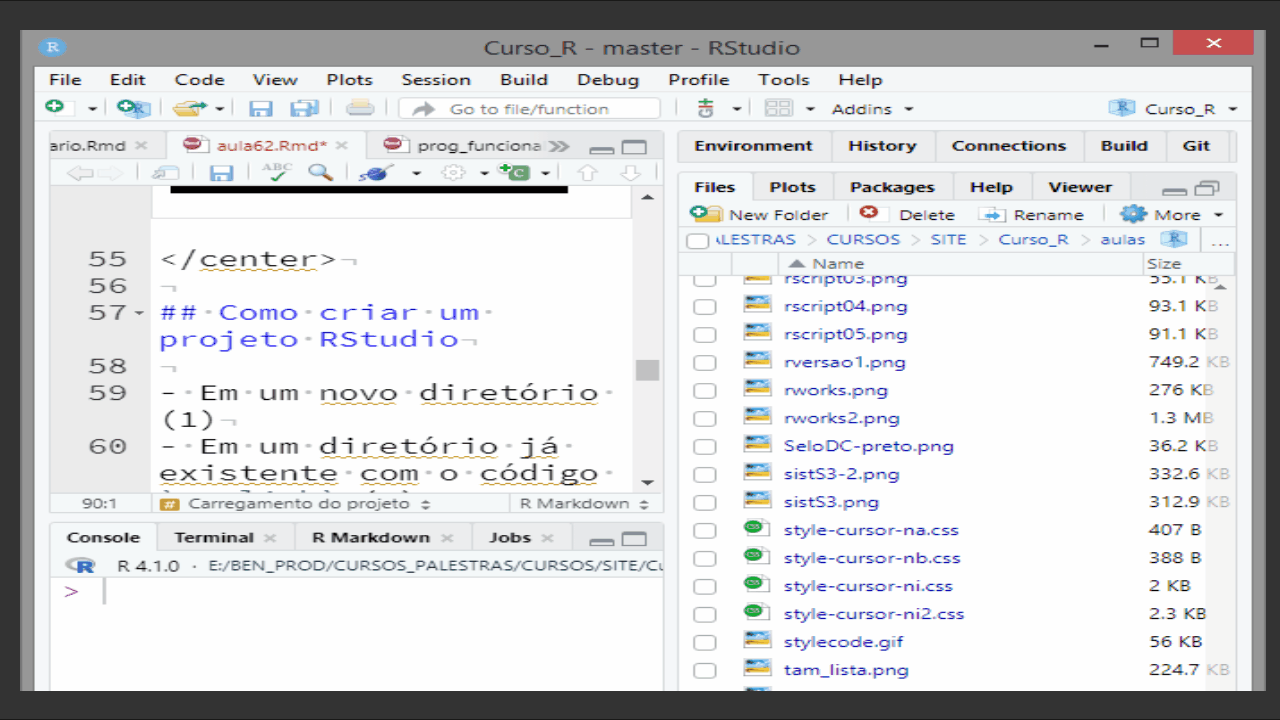 R Curso_R - master - RStudio
File Edit Code View Plots Session Build Debug Profile Tools Help
Go to file/function Addins Curso_R
ario.Rmd aula62.Rmd* prog_funciona
ABC
55 </center>¬
56 ¬
57 ##·Como·criar·um·
projeto·RStudio¬
58 ¬
59 -·Em·um·novo·diretório·
(1)¬
60 -·Em·um·diretório·já·
existente·com·o·código·
90:1 # Carregamento do projeto R Markdown
Console Terminal R Markdown Jobs
R 4.1.0 · E:/BEN_PROD/CURSOS_PALESTRAS/CURSOS/SITE/Cu
>
Environment History Connections Build Git
Files Plots Packages Help Viewer
New Folder Delete Rename More
ALESTRAS > CURSOS > SITE > Curso_R > aulas ...
Name Size
rscript03.png 55.1 KB
rscript04.png 93.1 KB
rscript05.png 91.1 KB
rversao1.png 749.2 KB
rworks.png 276 KB
rworks2.png 1.3 MB
SeloDC-preto.png 36.2 KB
sistS3-2.png 332.6 KB
sistS3.png 312.9 KB
style-cursor-na.css 407 B
style-cursor-nb.css 388 B
style-cursor-ni.css 2 KB
style-cursor-ni2.css 2.3 KB
stylecode.gif 56 KB
tam_lista.png 224.7 KB